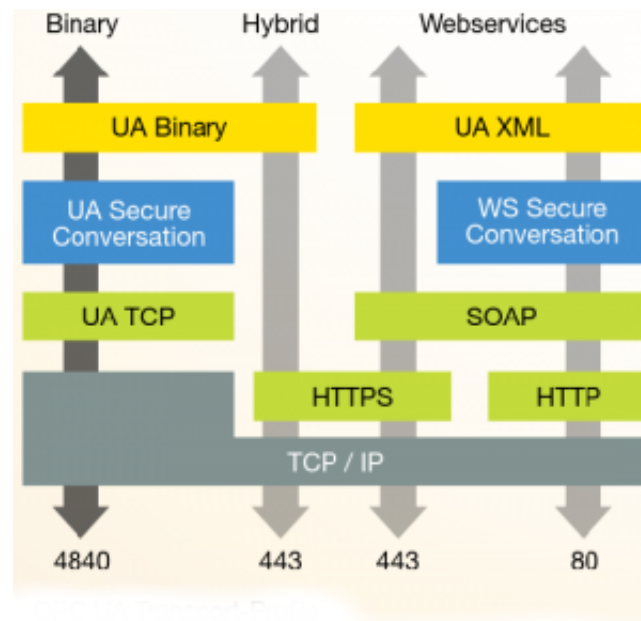 Binary Hybrid Webservices
UA Binary UA XML
UA Secure
Conversation
WS Secure
Conversation
UA TCP SOAP
HTTPS HTTP
TCP / IP
4840 443 443 80